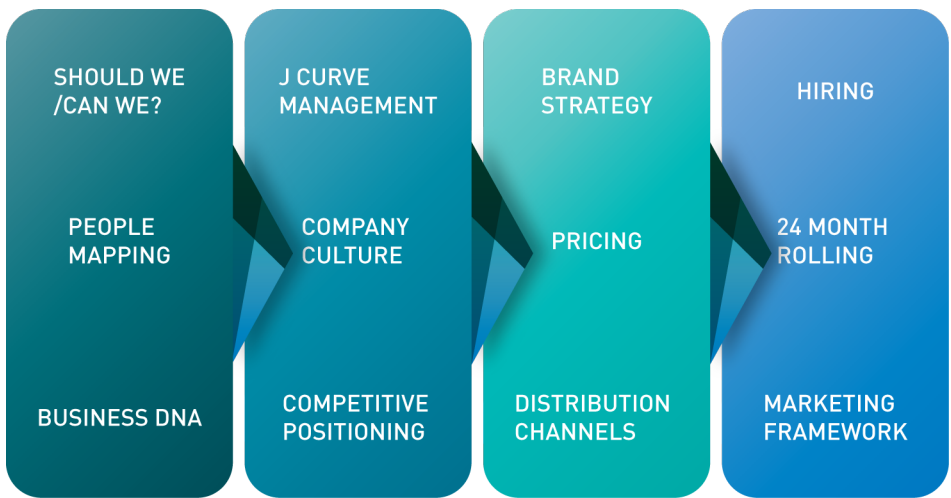 SHOULD WE
/CAN WE?
PEOPLE
MAPPING
BUSINESS DNA
J CURVE
MANAGEMENT
COMPANY
CULTURE
COMPETITIVE
POSITIONING
BRAND
STRATEGY
PRICING
DISTRIBUTION
CHANNELS
HIRING
24 MONTH
ROLLING
MARKETING
FRAMEWORK